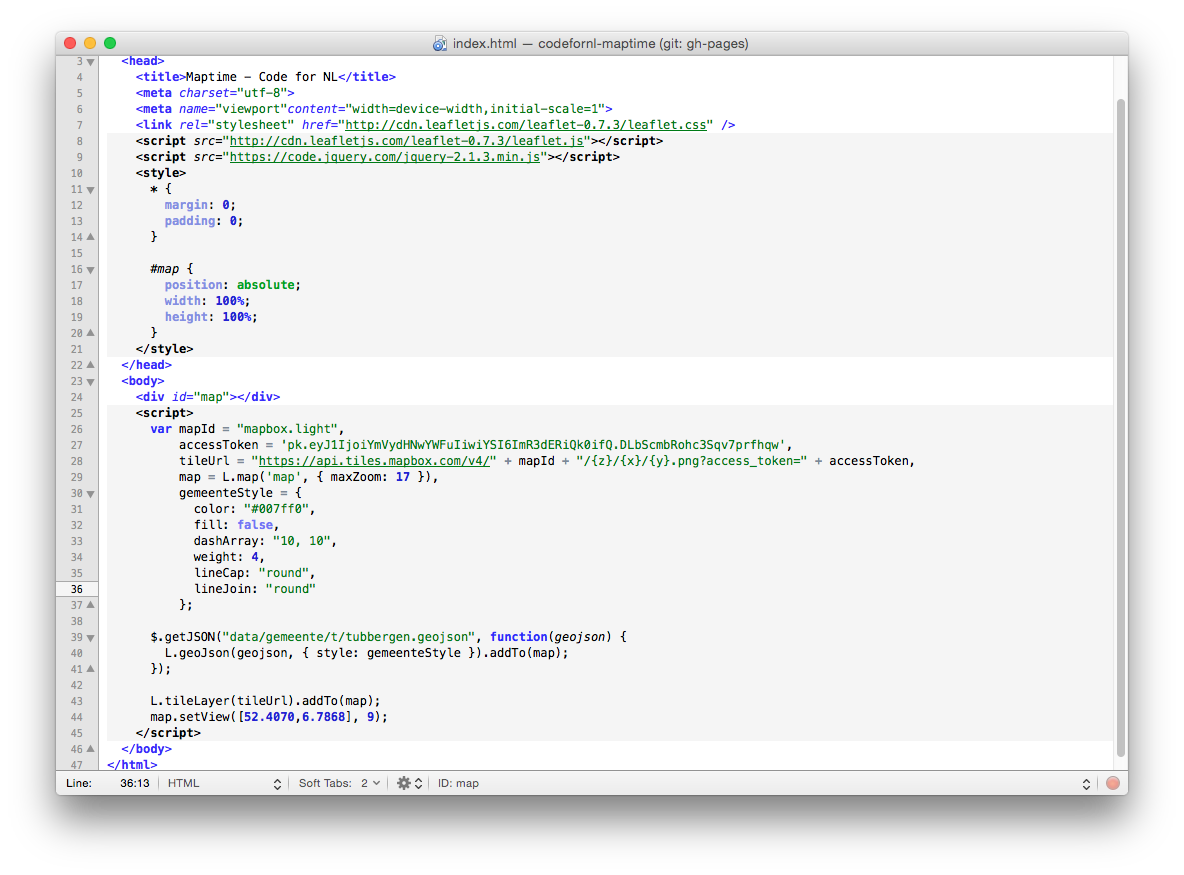 index.html — codefornl-maptime (git: gh-pages)
3 <head>
4 <title>Maptime – Code for NL</title>
5 <meta charset="utf-8">
6 <meta name="viewport"content="width=device-width,initial-scale=1">
7 <link rel="stylesheet" href="http://cdn.leafletjs.com/leaflet-0.7.3/leaflet.css" />
8 <script src="http://cdn.leafletjs.com/leaflet-0.7.3/leaflet.js"></script>
9 <script src="https://code.jquery.com/jquery-2.1.3.min.js"></script>
10 <style>
11 * {
12 margin: 0;
13 padding: 0;
14 }
15
16 #map {
17 position: absolute;
18 width: 100%;
19 height: 100%;
20 }
21 </style>
22 </head>
23 <body>
24 <div id="map"></div>
25 <script>
26 var mapId = "mapbox.light",
27 accessToken = 'pk.eyJ1IjoiYmVydHNwYWFuIiwiYSI6ImR3dERiQk0ifQ.DLbScmbRohc3Sqv7prfhqw',
28 tileUrl = "https://api.tiles.mapbox.com/v4/" + mapId + "/{z}/{x}/{y}.png?access_token=" + accessToken,
29 map = L.map('map', { maxZoom: 17 }),
30 gemeenteStyle = {
31 color: "#007ff0",
32 fill: false,
33 dashArray: "10, 10",
34 weight: 4,
35 lineCap: "round",
36 lineJoin: "round"
37 };
38
39 $.getJSON("data/gemeente/t/tubbergen.geojson", function(geojson) {
40 L.geoJson(geojson, { style: gemeenteStyle }).addTo(map);
41 });
42
43 L.tileLayer(tileUrl).addTo(map);
44 map.setView([52.4070,6.7868], 9);
45 </script>
46 </body>
47 </html>
Line: 36:13 HTML Soft Tabs: 2 ID: map